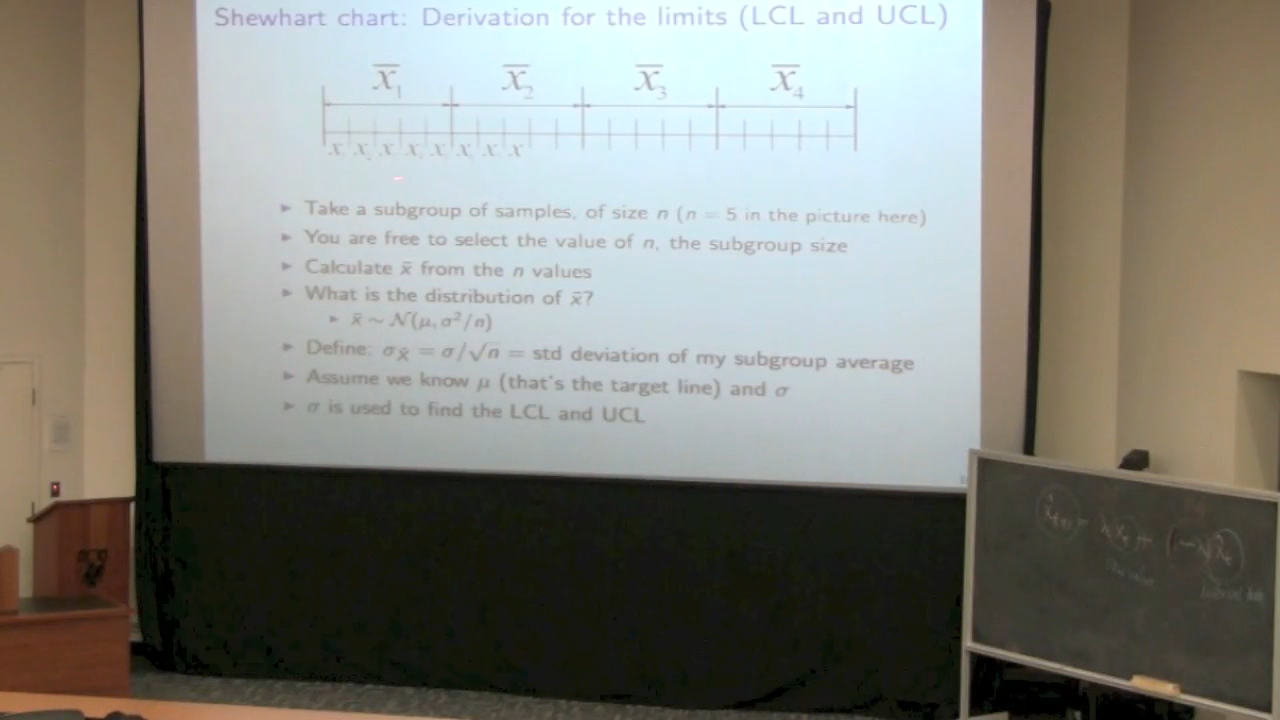 Shewhart chart: Derivation for the limits (LCL and UCL)
x̄₁ x̄₂ x̄₃ x̄₄
x x x x x x x x
► Take a subgroup of samples, of size n (n = 5 in the picture here)
► You are free to select the value of n, the subgroup size
► Calculate x̄ from the n values
► What is the distribution of x̄?
► x̄ ~ N(μ, σ²/n)
► Define: σ_X̄ = σ/√n = std deviation of my subgroup average
► Assume we know μ (that's the target line) and σ
► σ is used to find the LCL and UCL